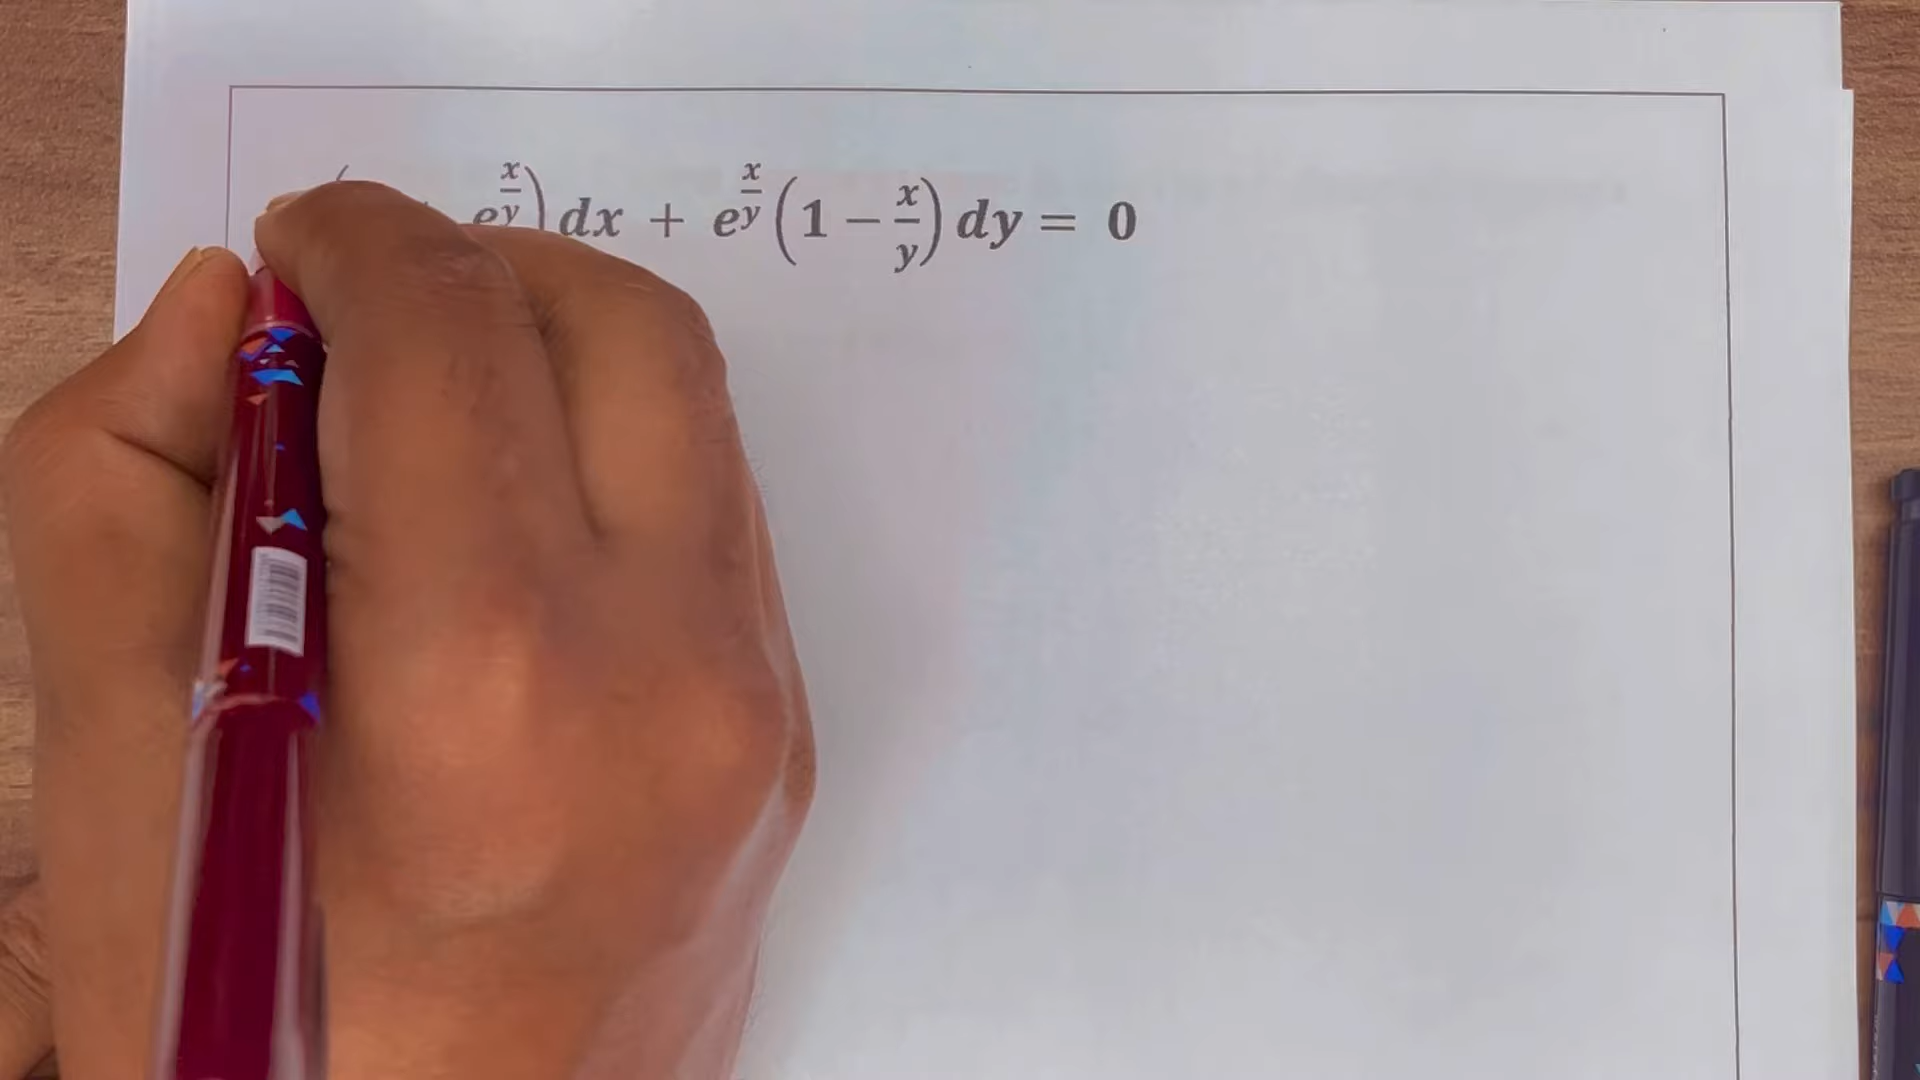 ( e^{x/y}) dx + e^{x/y} (1 − x/y) dy = 0